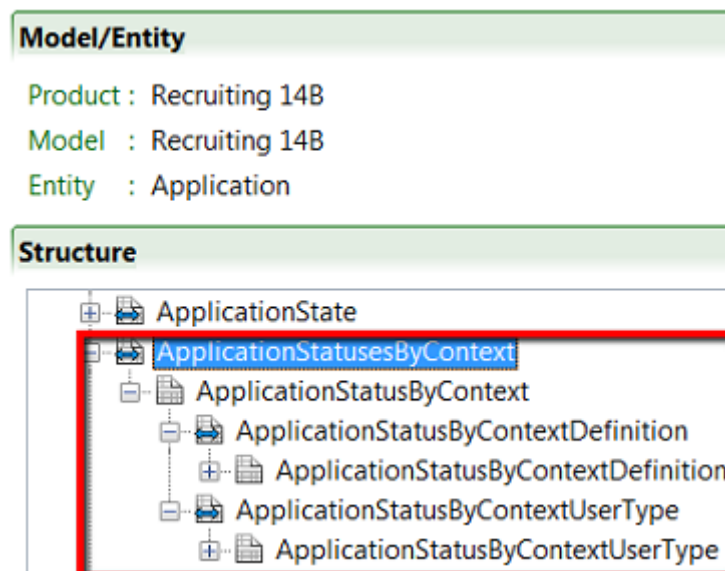 Model/Entity
Product : Recruiting 14B
Model : Recruiting 14B
Entity : Application
Structure
ApplicationState
ApplicationStatusesByContext
ApplicationStatusByContext
ApplicationStatusByContextDefinition
ApplicationStatusByContextDefinition
ApplicationStatusByContextUserType
ApplicationStatusByContextUserType